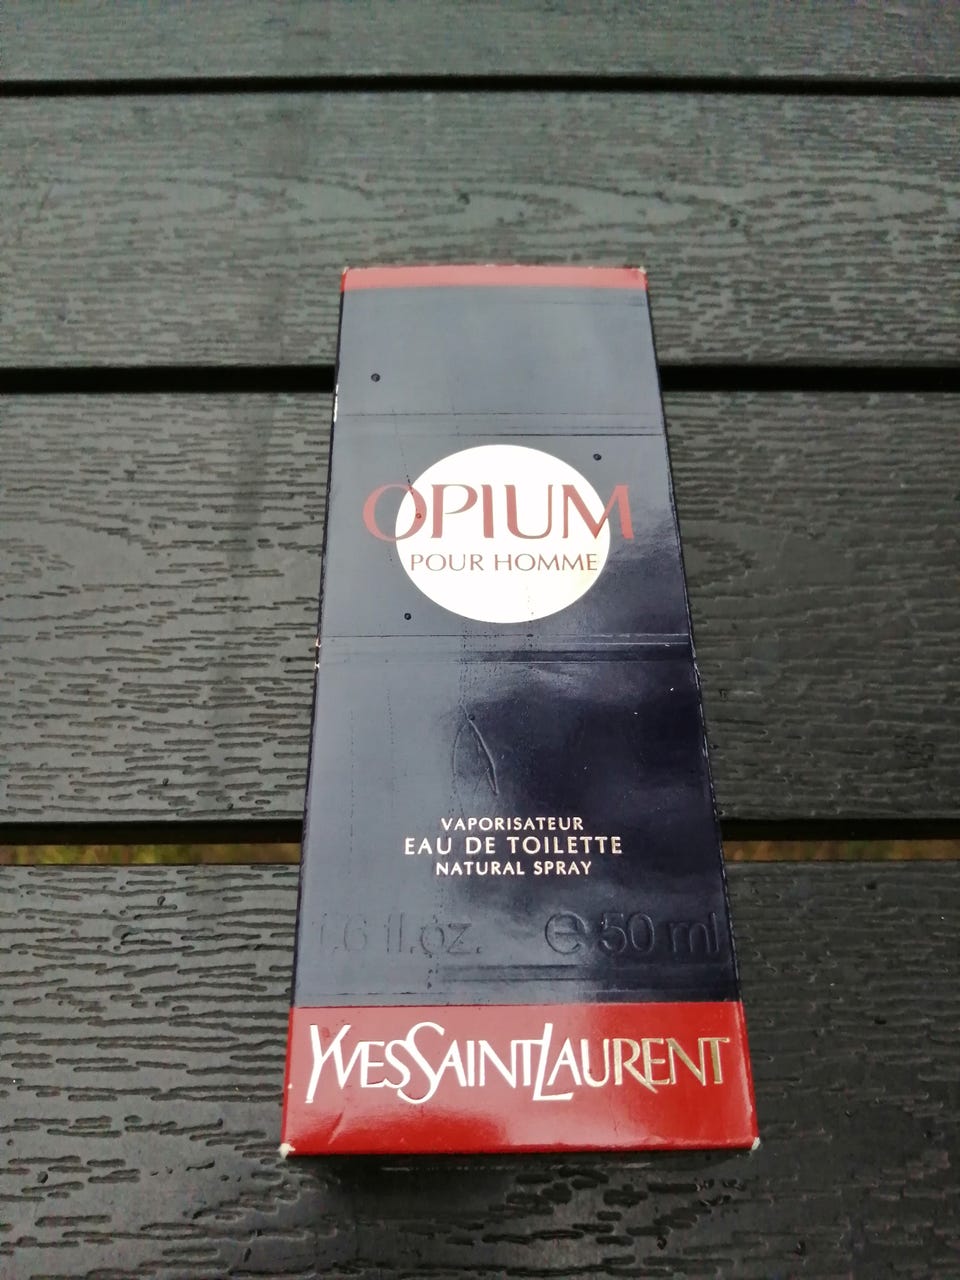 OPIUM
POUR HOMME
VAPORISATEUR
EAU DE TOILETTE
NATURAL SPRAY
1.6 fl.oz. e 50 ml
YVESSAINTLAURENT